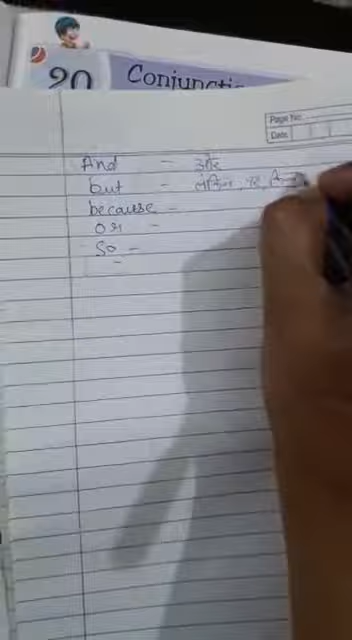 20 Conjunctio
Page No.
Date
And - और
but - लेकिन,
because -
or -
so -